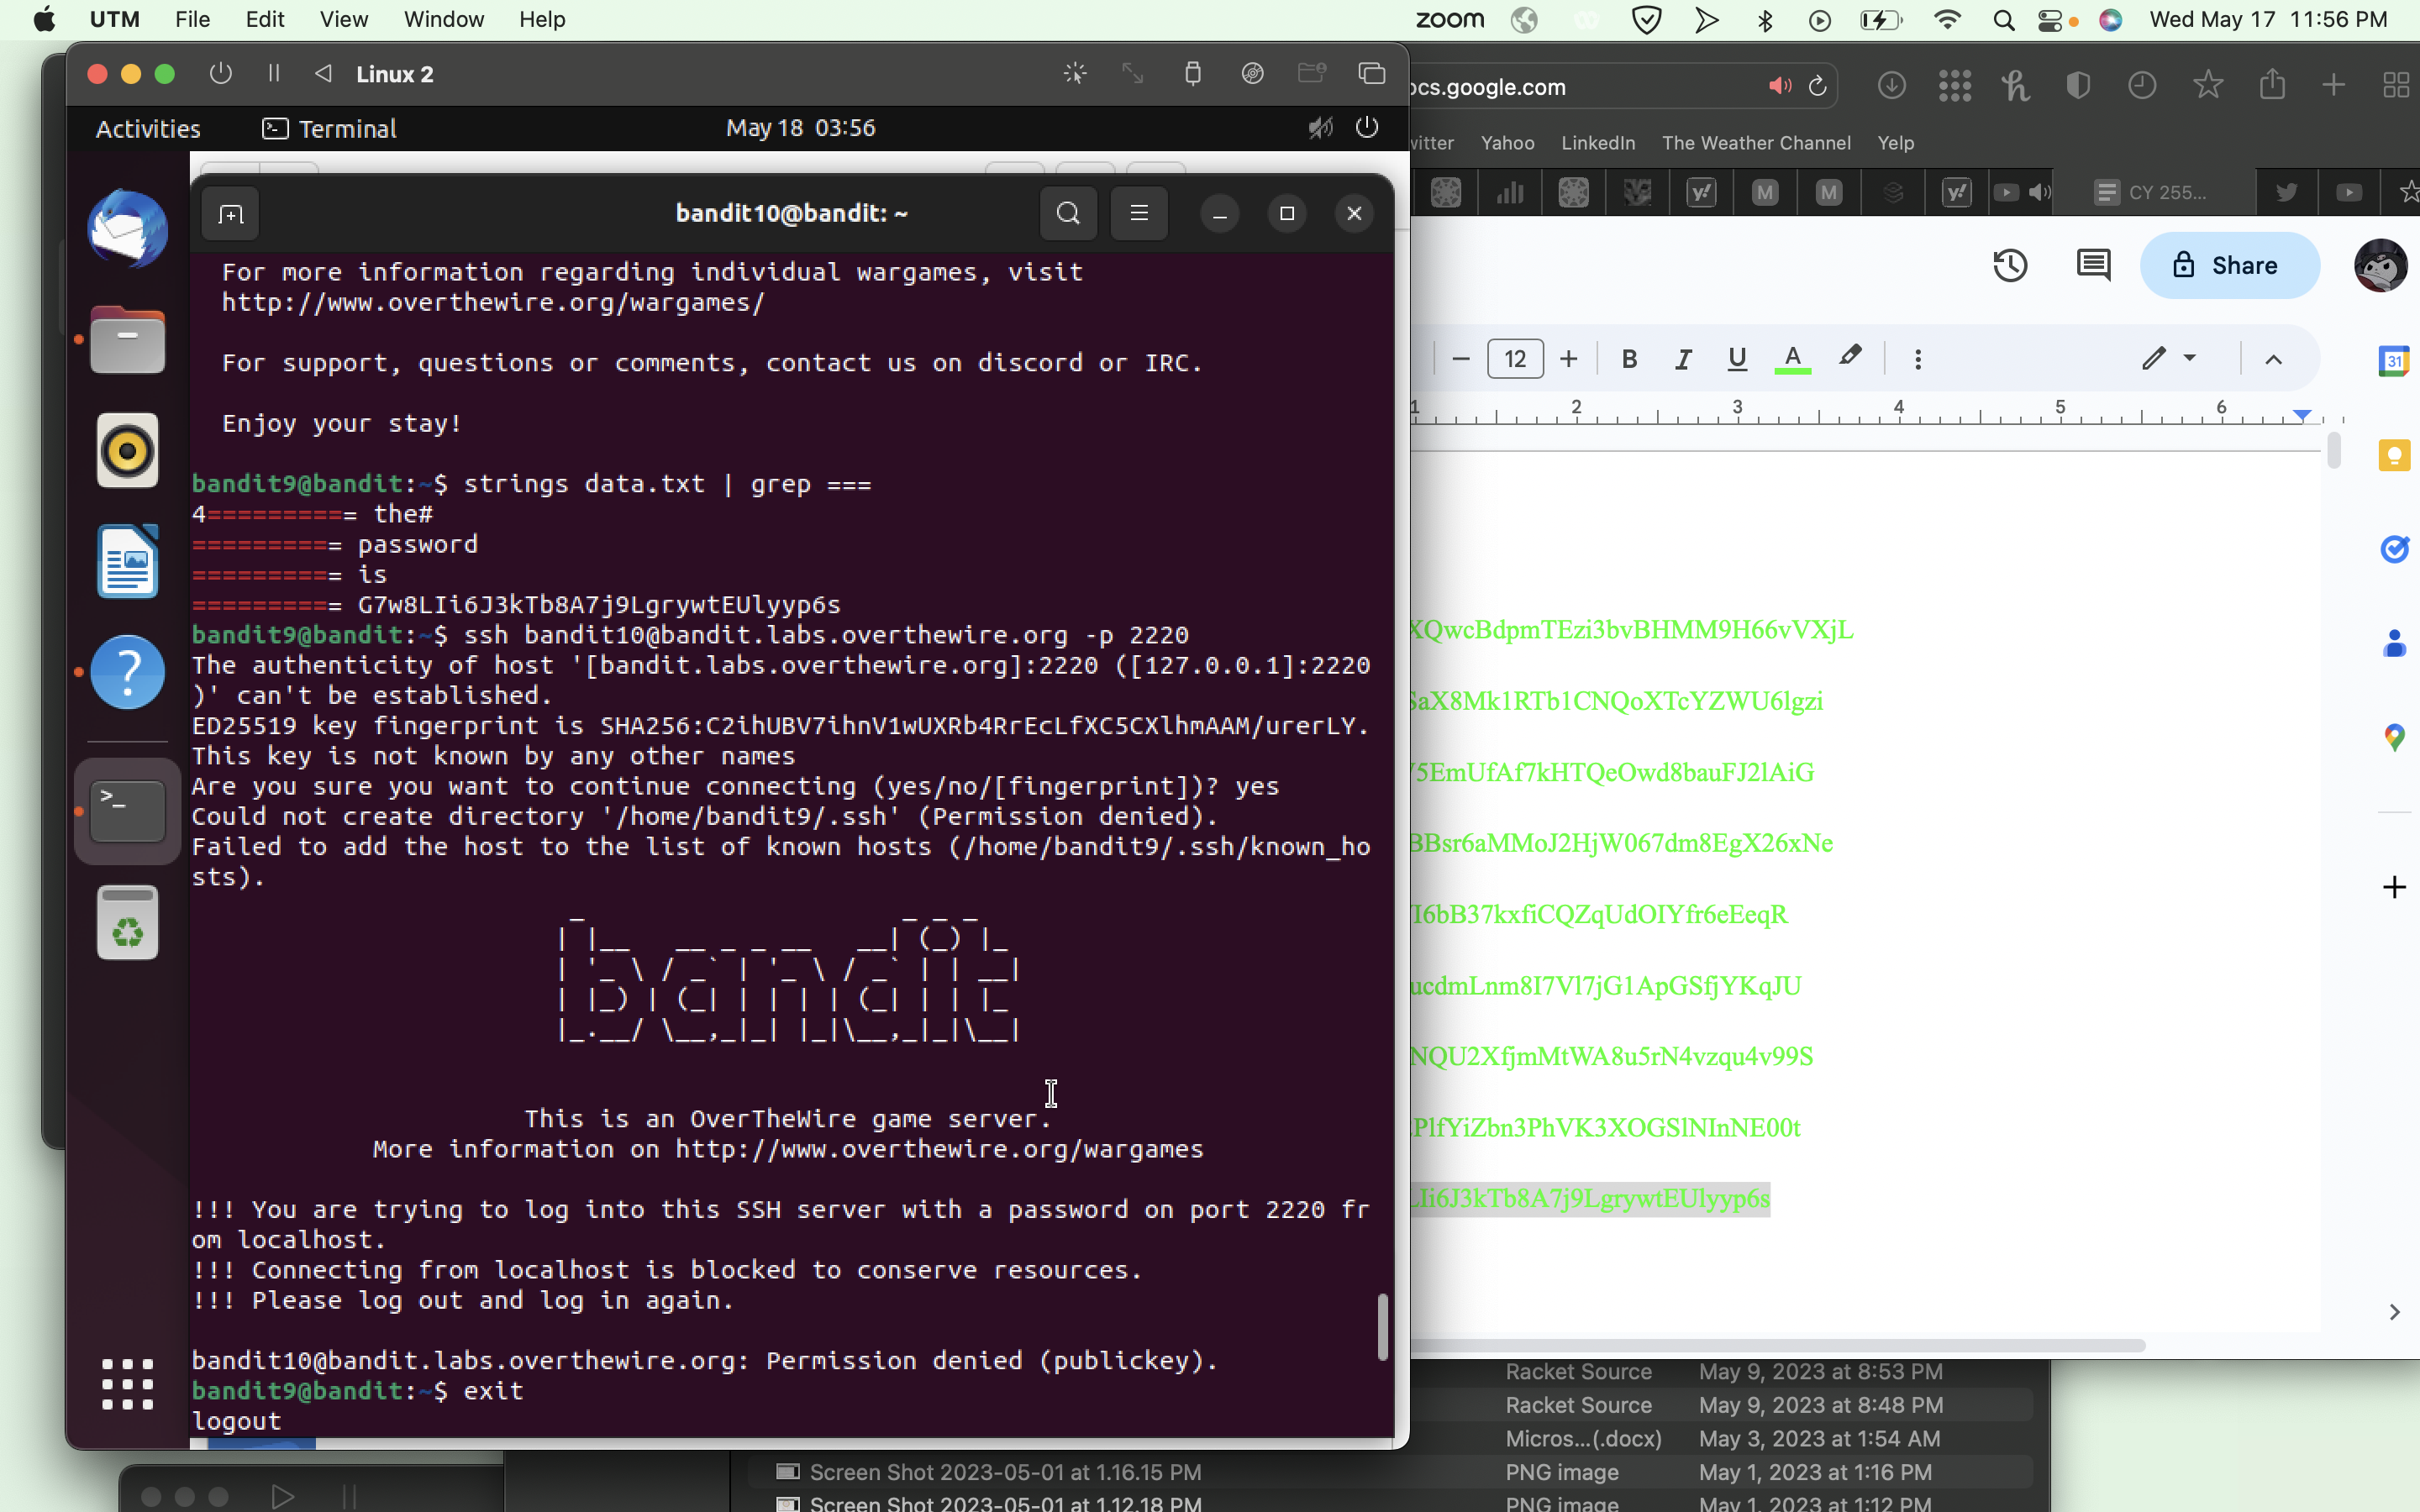 UTM File Edit View Window Help
zoom
Wed May 17 11:56 PM
Linux 2
Activities
Terminal
May 18 03:56
bandit10@bandit: ~
For more information regarding individual wargames, visit
http://www.overthewire.org/wargames/
For support, questions or comments, contact us on discord or IRC.
Enjoy your stay!
bandit9@bandit:~$ strings data.txt | grep ===
4========== the#
========== password
========== is
========== G7w8LIi6J3kTb8A7j9LgrywtEUlyyp6s
bandit9@bandit:~$ ssh bandit10@bandit.labs.overthewire.org -p 2220
The authenticity of host '[bandit.labs.overthewire.org]:2220 ([127.0.0.1]:2220
)' can't be established.
ED25519 key fingerprint is SHA256:C2ihUBV7ihnV1wUXRb4RrEcLfXC5CXlhmAAM/urerLY.
This key is not known by any other names
Are you sure you want to continue connecting (yes/no/[fingerprint])? yes
Could not create directory '/home/bandit9/.ssh' (Permission denied).
Failed to add the host to the list of known hosts (/home/bandit9/.ssh/known_ho
sts).
bandit
This is an OverTheWire game server.
More information on http://www.overthewire.org/wargames
!!! You are trying to log into this SSH server with a password on port 2220 fr
om localhost.
!!! Connecting from localhost is blocked to conserve resources.
!!! Please log out and log in again.
bandit10@bandit.labs.overthewire.org: Permission denied (publickey).
bandit9@bandit:~$ exit
logout
ocs.google.com
witter Yahoo LinkedIn The Weather Channel Yelp
CY 255...
Share
12
1 2 3 4 5 6
31
XQwcBdpmTEzi3bvBHMM9H66vVXjL
SaX8Mk1RTb1CNQoXTcYZWU6lgzi
5EmUfAf7kHTQeOwd8bauFJ2lAiG
BBsr6aMMoJ2HjW067dm8EgX26xNe
I6bB37kxfiCQZqUdOIYfr6eEeqR
ucdmLnm8I7Vl7jG1ApGSfjYKqJU
NQU2XfjmMtWA8u5rN4vzqu4v99S
PlfYiZbn3PhVK3XOGSlNInNE00t
LIi6J3kTb8A7j9LgrywtEUlyyp6s
Racket Source May 9, 2023 at 8:53 PM
Racket Source May 9, 2023 at 8:48 PM
Micros...(.docx) May 3, 2023 at 1:54 AM
Screen Shot 2023-05-01 at 1.16.15 PM PNG image May 1, 2023 at 1:16 PM
Screen Shot 2023-05-01 at 1.12.18 PM PNG image May 1, 2023 at 1:12 PM